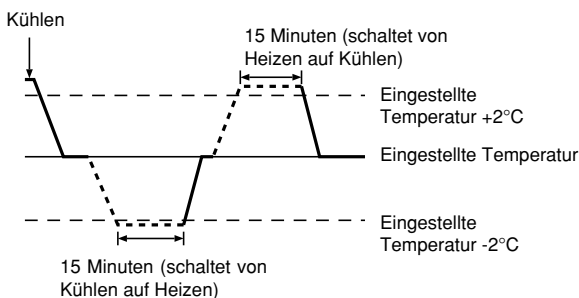 Kühlen
15 Minuten (schaltet von
Heizen auf Kühlen)
Eingestellte
Temperatur +2°C
Eingestellte Temperatur
Eingestellte
Temperatur -2°C
15 Minuten (schaltet von
Kühlen auf Heizen)